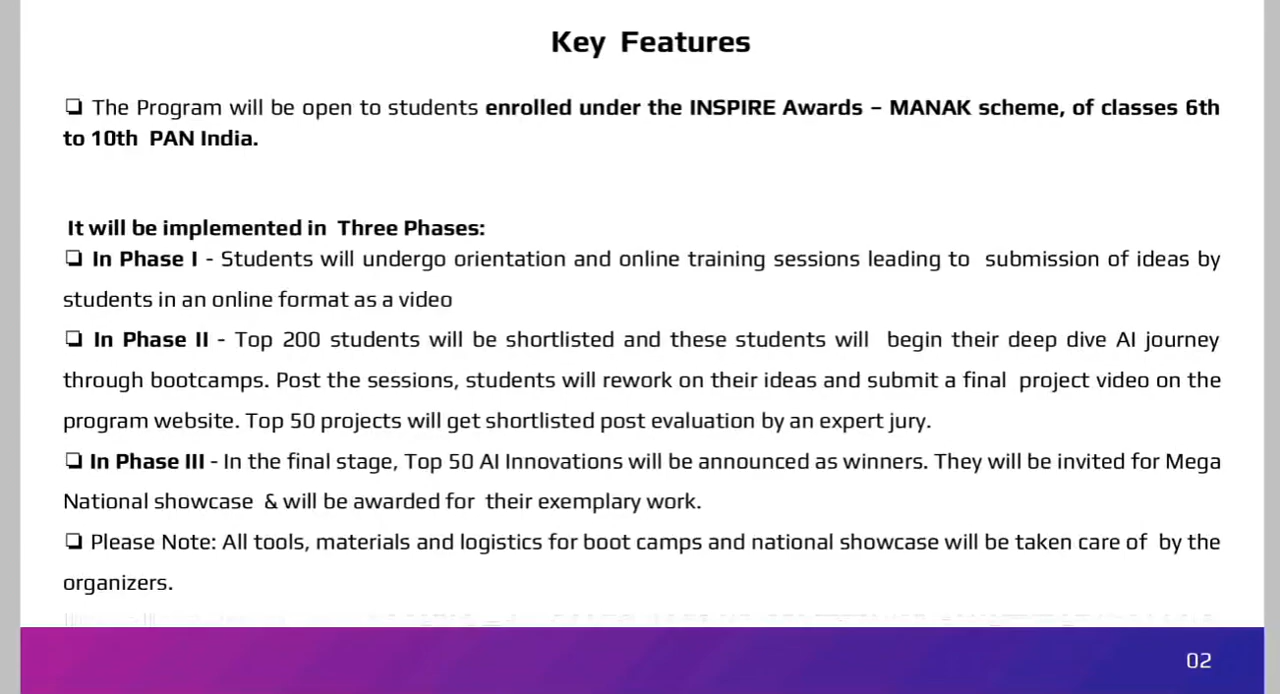 Key Features
❏ The Program will be open to students enrolled under the INSPIRE Awards – MANAK scheme, of classes 6th
to 10th PAN India.
It will be implemented in Three Phases:
❏ In Phase I - Students will undergo orientation and online training sessions leading to submission of ideas by
students in an online format as a video
❏ In Phase II - Top 200 students will be shortlisted and these students will begin their deep dive AI journey
through bootcamps. Post the sessions, students will rework on their ideas and submit a final project video on the
program website. Top 50 projects will get shortlisted post evaluation by an expert jury.
❏ In Phase III - In the final stage, Top 50 AI Innovations will be announced as winners. They will be invited for Mega
National showcase & will be awarded for their exemplary work.
❏ Please Note: All tools, materials and logistics for boot camps and national showcase will be taken care of by the
organizers.
02